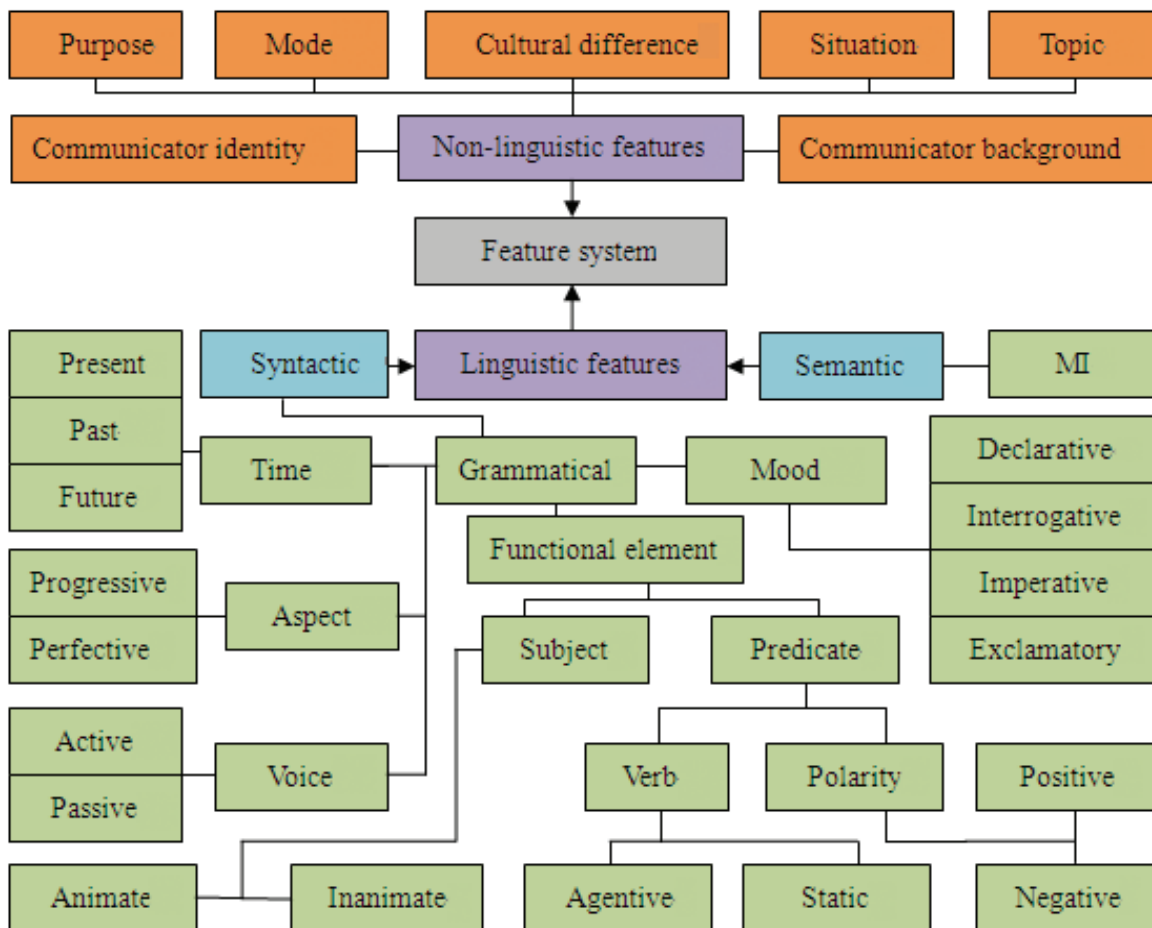 Purpose
Mode
Cultural difference
Situation
Topic
Communicator identity
Non-linguistic features
Communicator background
Feature system
Present
Syntactic
Linguistic features
Semantic
MI
Past
Time
Grammatical
Mood
Declarative
Future
Interrogative
Functional element
Progressive
Aspect
Imperative
Perfective
Subject
Predicate
Exclamatory
Active
Voice
Verb
Polarity
Positive
Passive
Animate
Inanimate
Agentive
Static
Negative